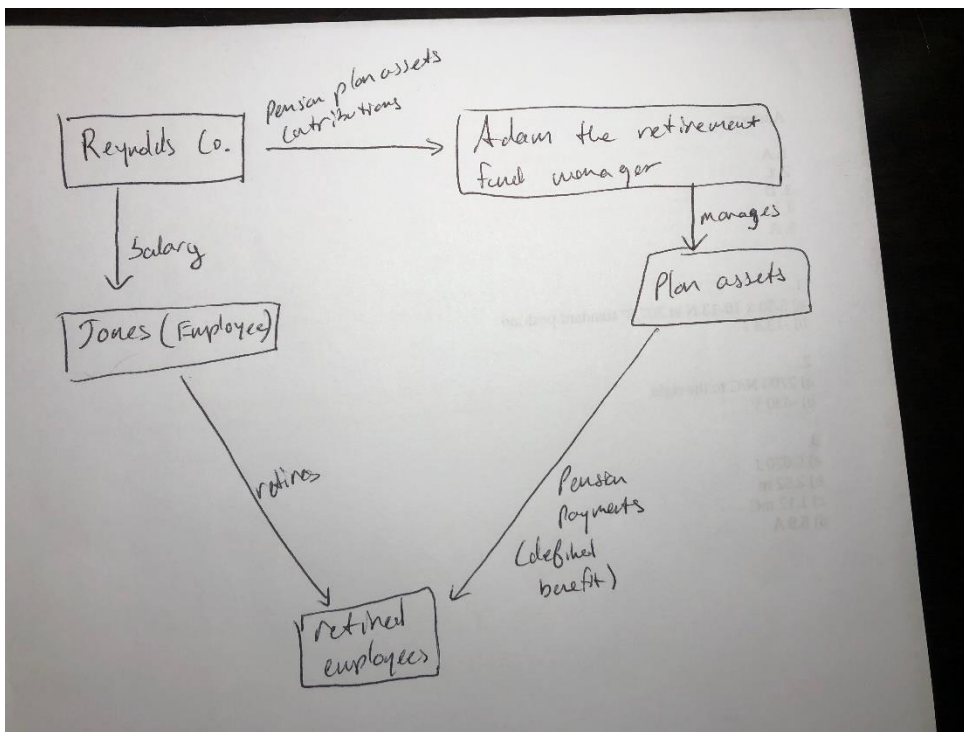 Pension plan assets
Contributions
Reynolds Co.
Adam the retirement
fund manager
Salary
manages
Plan assets
Jones (Employee)
retires
Pension
Payments
(defined
benefit)
retired
employees